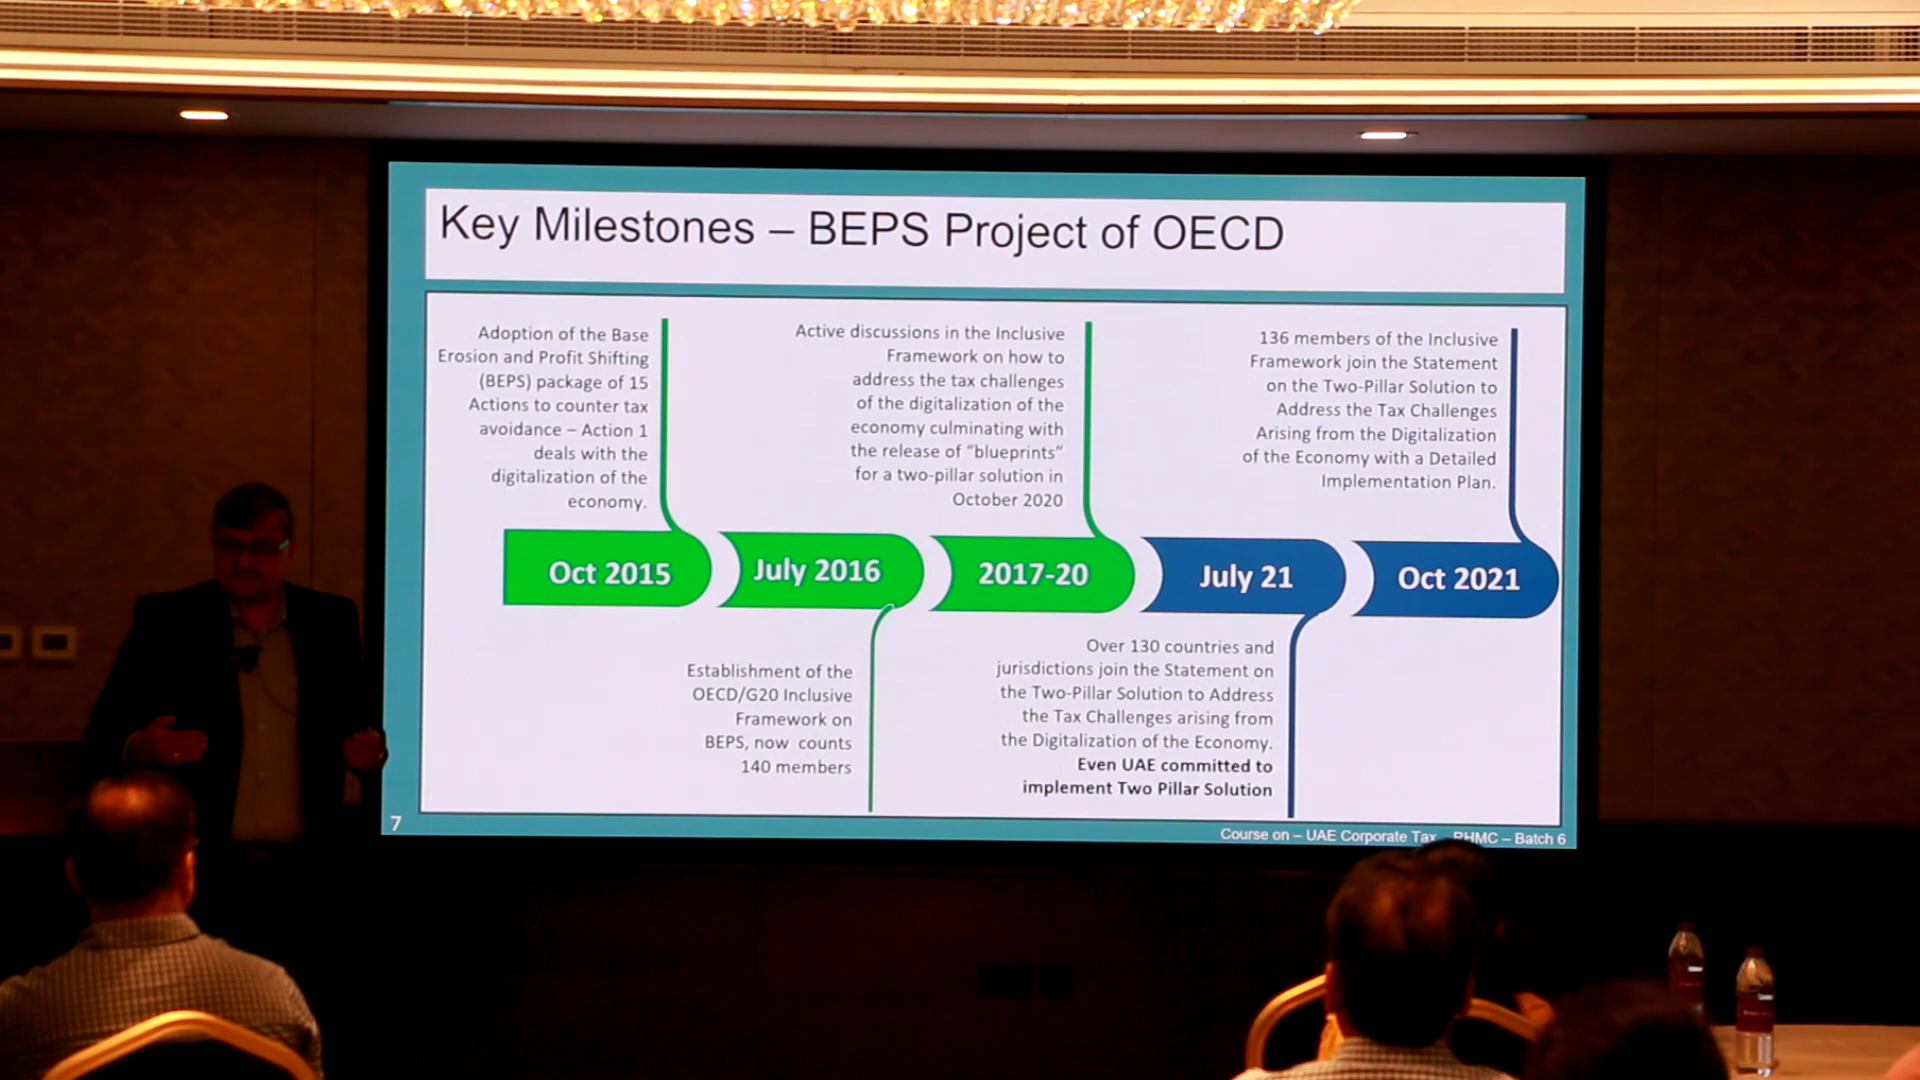 Key Milestones – BEPS Project of OECD
Adoption of the Base
Erosion and Profit Shifting
(BEPS) package of 15
Actions to counter tax
avoidance – Action 1
deals with the
digitalization of the
economy.
Active discussions in the Inclusive
Framework on how to
address the tax challenges
of the digitalization of the
economy culminating with
the release of “blueprints”
for a two-pillar solution in
October 2020
136 members of the Inclusive
Framework join the Statement
on the Two-Pillar Solution to
Address the Tax Challenges
Arising from the Digitalization
of the Economy with a Detailed
Implementation Plan.
Oct 2015
July 2016
2017-20
July 21
Oct 2021
Establishment of the
OECD/G20 Inclusive
Framework on
BEPS, now counts
140 members
Over 130 countries and
jurisdictions join the Statement on
the Two-Pillar Solution to Address
the Tax Challenges arising from
the Digitalization of the Economy.
Even UAE committed to
implement Two Pillar Solution
7
Course on – UAE Corporate Tax RHMC – Batch 6